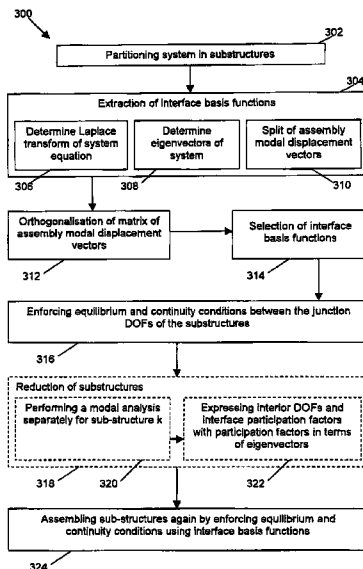 300
302
Partitioning system in substructures
304
Extraction of interface basis functions
Determine Laplace
transform of system
equation
306
Determine
eigenvectors of
system
308
Split of assembly
modal displacement
vectors
310
Orthogonalisation of matrix of
assembly modal displacement
vectors
312
Selection of interface
basis functions
314
Enforcing equilibrium and continuity conditions between the junction
DOFs of the substructures
316
Reduction of substructures
Performing a modal analysis
separately for sub-structure k
318
320
Expressing interior DOFs and
interface participation factors
with participation factors in terms
of eigenvectors
322
Assembling sub-structures again by enforcing equilibrium and
continuity conditions using interface basis functions
324